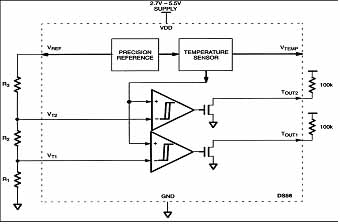 2.7V – 5.5V
SUPPLY
VDD
VREF
PRECISION
REFERENCE
TEMPERATURE
SENSOR
VTEMP
R3
TOUT2
100k
VT2
+
−
TOUT1
100k
R2
+
−
VT1
R1
GND
DS56